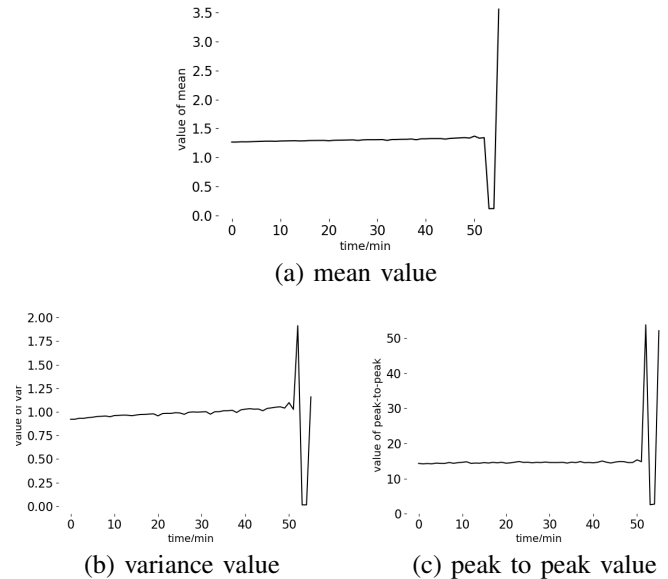 3.5
3.0
2.5
2.0
1.5
1.0
0.5
0.0
value of mean
0 10 20 30 40 50
time/min
(a) mean value
2.00
1.75
1.50
1.25
1.00
0.75
0.50
0.25
0.00
value of var
0 10 20 30 40 50
time/min
(b) variance value
50
40
30
20
10
0
value of peak-to-peak
0 10 20 30 40 50
time/min
(c) peak to peak value